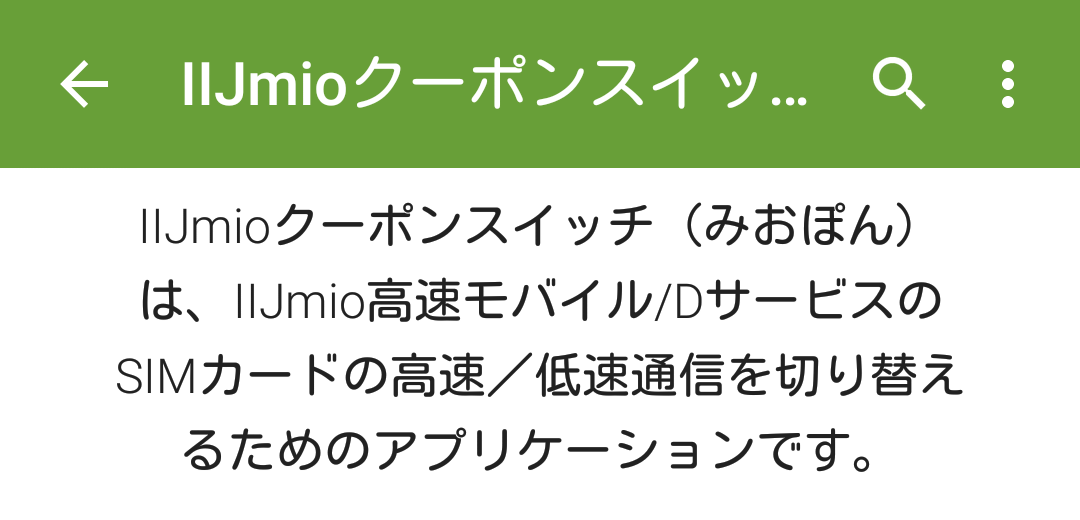 IIJmioクーポンスイッ...
IIJmioクーポンスイッチ（みおぽん）
は、IIJmio高速モバイル/Dサービスの
SIMカードの高速／低速通信を切り替え
るためのアプリケーションです。